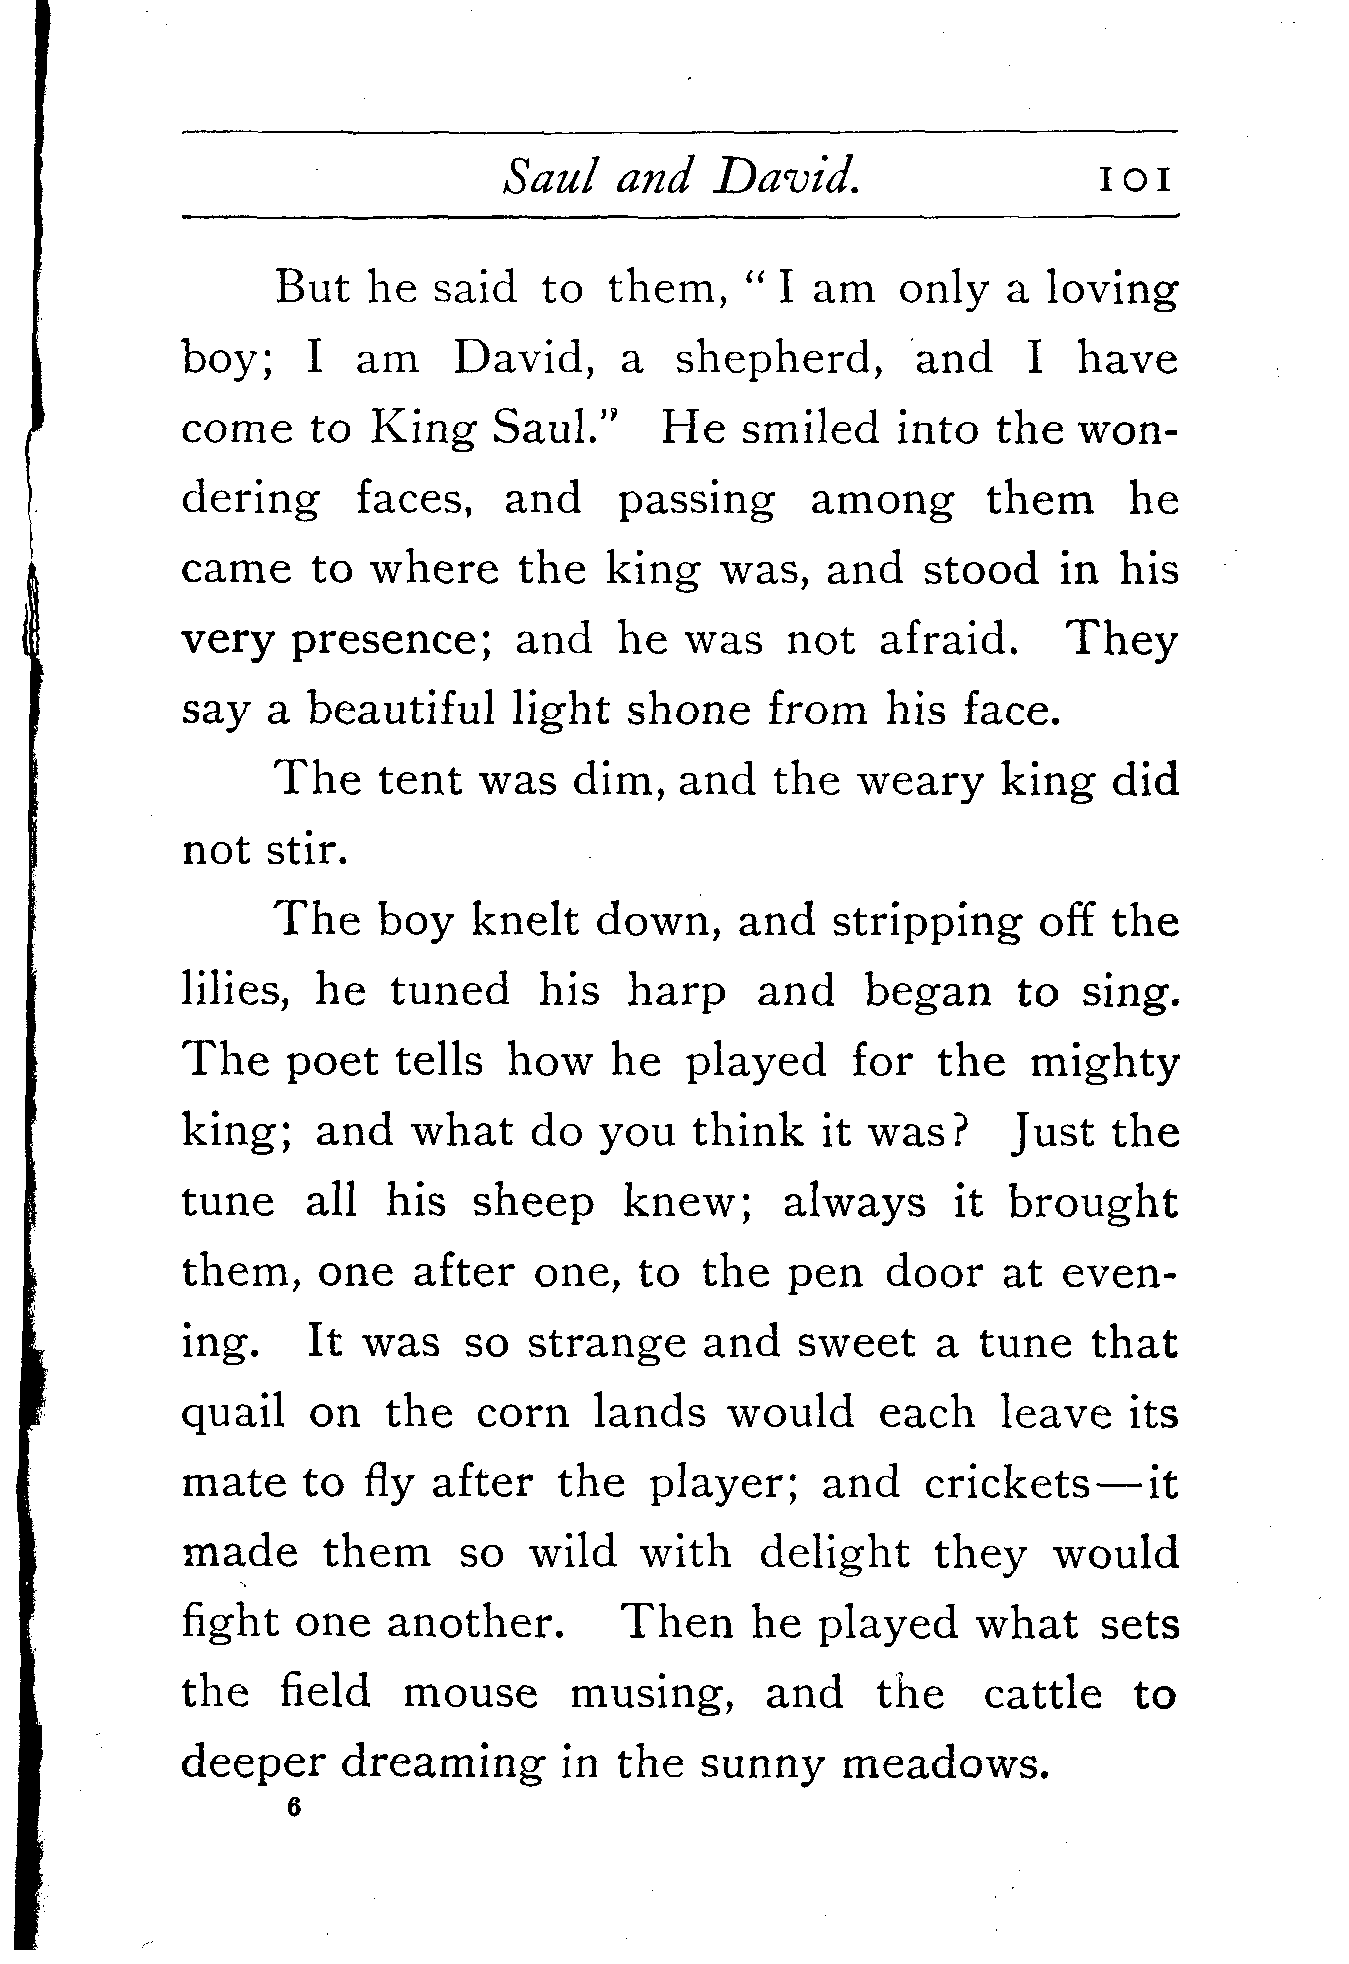 Saul and David. 101
But he said to them, “ I am only a loving
boy; I am David, a shepherd, and I have
come to King Saul.” He smiled into the won-
dering faces, and passing among them he
came to where the king was, and stood in his
very presence; and he was not afraid. They
say a beautiful light shone from his face.
The tent was dim, and the weary king did
not stir.
The boy knelt down, and stripping off the
lilies, he tuned his harp and began to sing.
The poet tells how he played for the mighty
king; and what do you think it was? Just the
tune all his sheep knew; always it brought
them, one after one, to the pen door at even-
ing. It was so strange and sweet a tune that
quail on the corn lands would each leave its
mate to fly after the player; and crickets—it
made them so wild with delight they would
fight one another. Then he played what sets
the field mouse musing, and the cattle to
deeper dreaming in the sunny meadows.
6